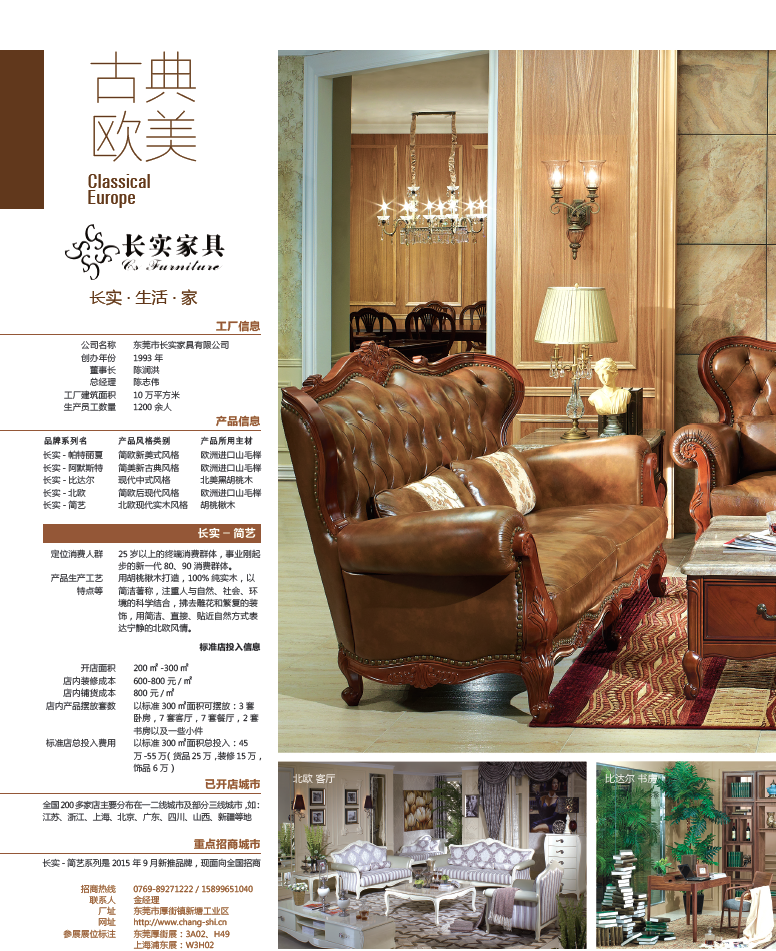 古典
欧美
Classical
Europe
长实家具
Cs Furniture
长实 · 生活 · 家
工厂信息
公司名称 东莞市长实家具有限公司
创办年份 1993 年
董事长 陈润洪
总经理 陈志伟
工厂建筑面积 10 万平方米
生产员工数量 1200 余人
产品信息
品牌系列名 产品风格类别 产品所用主材
长实 - 帕特丽夏 简欧新美式风格 欧洲进口山毛榉
长实 - 阿默斯特 简美新古典风格 欧洲进口山毛榉
长实 - 比达尔 现代中式风格 北美黑胡桃木
长实 - 北欧 简欧后现代风格 欧洲进口山毛榉
长实 - 简艺 北欧现代实木风格 胡桃楸木
长实 – 简艺
定位消费人群 25 岁以上的终端消费群体，事业刚起
步的新一代 80、90 消费群体。
产品生产工艺 用胡桃楸木打造，100% 纯实木，以
特点等 简洁著称，注重人与自然、社会、环
境的科学结合，拂去雕花和繁复的装
饰，用简洁、直接、贴近自然方式表
达宁静的北欧风情。
标准店投入信息
开店面积 200 ㎡ -300 ㎡
店内装修成本 600-800 元 / ㎡
店内铺货成本 800 元 / ㎡
店内产品摆放套数 以标准 300 ㎡面积可摆放：3 套
卧房，7 套客厅，7 套餐厅，2 套
书房以及一些小件
标准店总投入费用 以标准 300 ㎡面积总投入：45
万 -55 万 ( 货品 25 万 , 装修 15 万 ,
饰品 6 万 )
已开店城市
全国 200 多家店主要分布在一二线城市及部分三线城市 , 如 :
江苏、浙江、上海、北京、广东、四川、山西、新疆等地
重点招商城市
长实 - 简艺系列是 2015 年 9 月新推品牌，现面向全国招商
招商热线 0769-89271222 / 15899651040
联系人 金经理
厂址 东莞市厚街镇新塘工业区
网址 http://www.chang-shi.cn
参展展位标注 东莞厚街展：3A02、H49
上海浦东展：W3H02
北欧 客厅
比达尔 书房